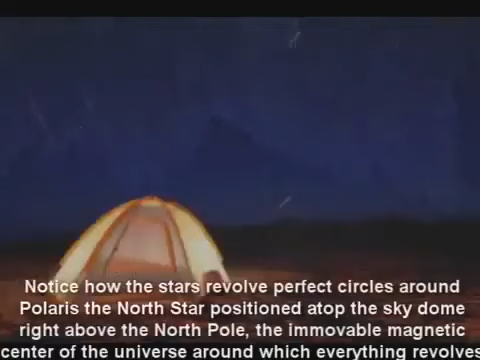 Notice how the stars revolve perfect circles around
Polaris the North Star positioned atop the sky dome
right above the North Pole, the immovable magnetic
center of the universe around which everything revolves